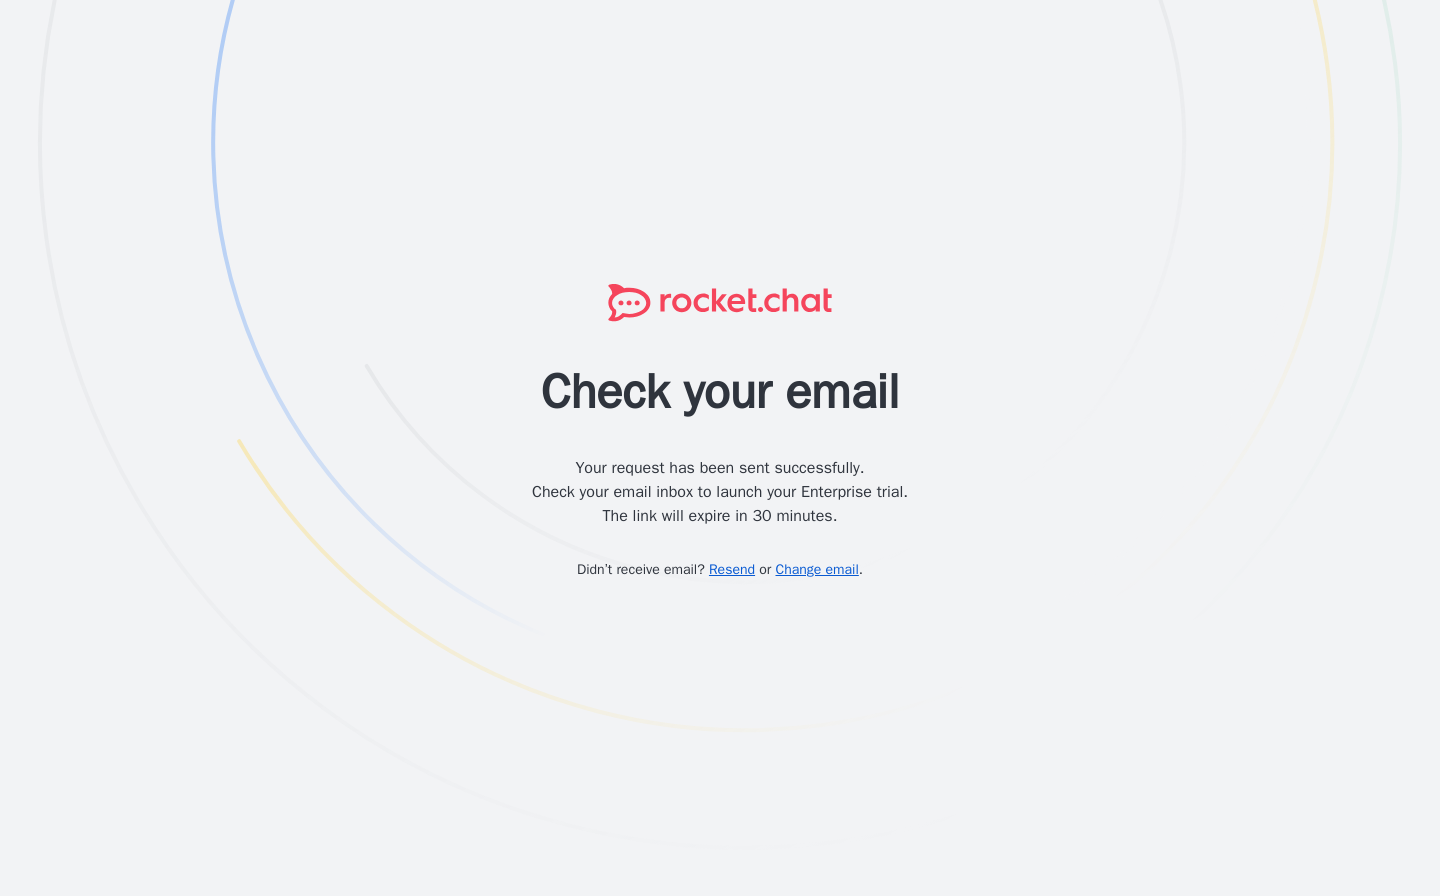 rocket.chat
Check your email
Your request has been sent successfully.
Check your email inbox to launch your Enterprise trial.
The link will expire in 30 minutes.
Didn't receive email? Resend or Change email.